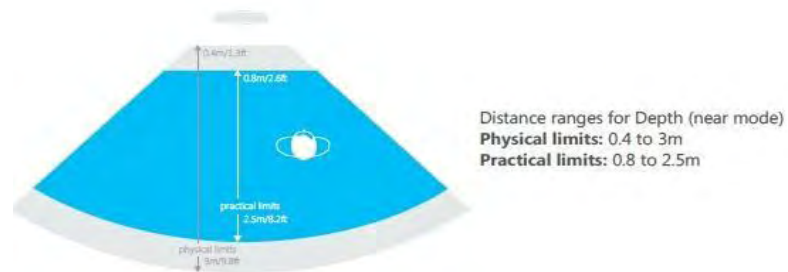 0.4m/1.3ft
0.8m/2.6ft
practical limits
2.5m/8.2ft
physical limits
3m/9.8ft
Distance ranges for Depth (near mode)
Physical limits: 0.4 to 3m
Practical limits: 0.8 to 2.5m